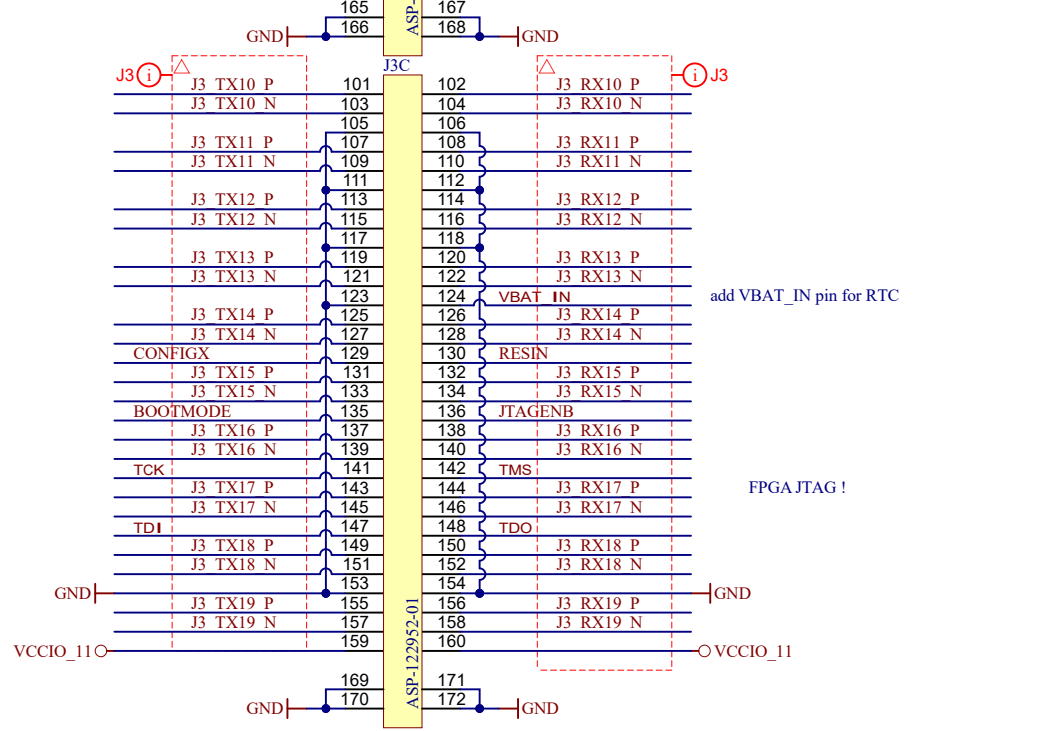 165 167
GND 166 ASP- 168 GND
J3C
J3 i J3 i
J3_TX10_P 101 102 J3_RX10_P
J3_TX10_N 103 104 J3_RX10_N
105 106
J3_TX11_P 107 108 J3_RX11_P
J3_TX11_N 109 110 J3_RX11_N
111 112
J3_TX12_P 113 114 J3_RX12_P
J3_TX12_N 115 116 J3_RX12_N
117 118
J3_TX13_P 119 120 J3_RX13_P
J3_TX13_N 121 122 J3_RX13_N
123 124 VBAT_IN add VBAT_IN pin for RTC
J3_TX14_P 125 126 J3_RX14_P
J3_TX14_N 127 128 J3_RX14_N
CONFIGX 129 130 RESIN
J3_TX15_P 131 132 J3_RX15_P
J3_TX15_N 133 134 J3_RX15_N
BOOTMODE 135 136 JTAGENB
J3_TX16_P 137 138 J3_RX16_P
J3_TX16_N 139 140 J3_RX16_N
TCK 141 142 TMS
J3_TX17_P 143 144 J3_RX17_P FPGA JTAG !
J3_TX17_N 145 146 J3_RX17_N
TDI 147 148 TDO
J3_TX18_P 149 150 J3_RX18_P
J3_TX18_N 151 152 J3_RX18_N
GND 153 154 GND
J3_TX19_P 155 156 J3_RX19_P
J3_TX19_N 157 158 J3_RX19_N
VCCIO_11 159 160 VCCIO_11
ASP-122952-01
169 171
GND 170 172 GND